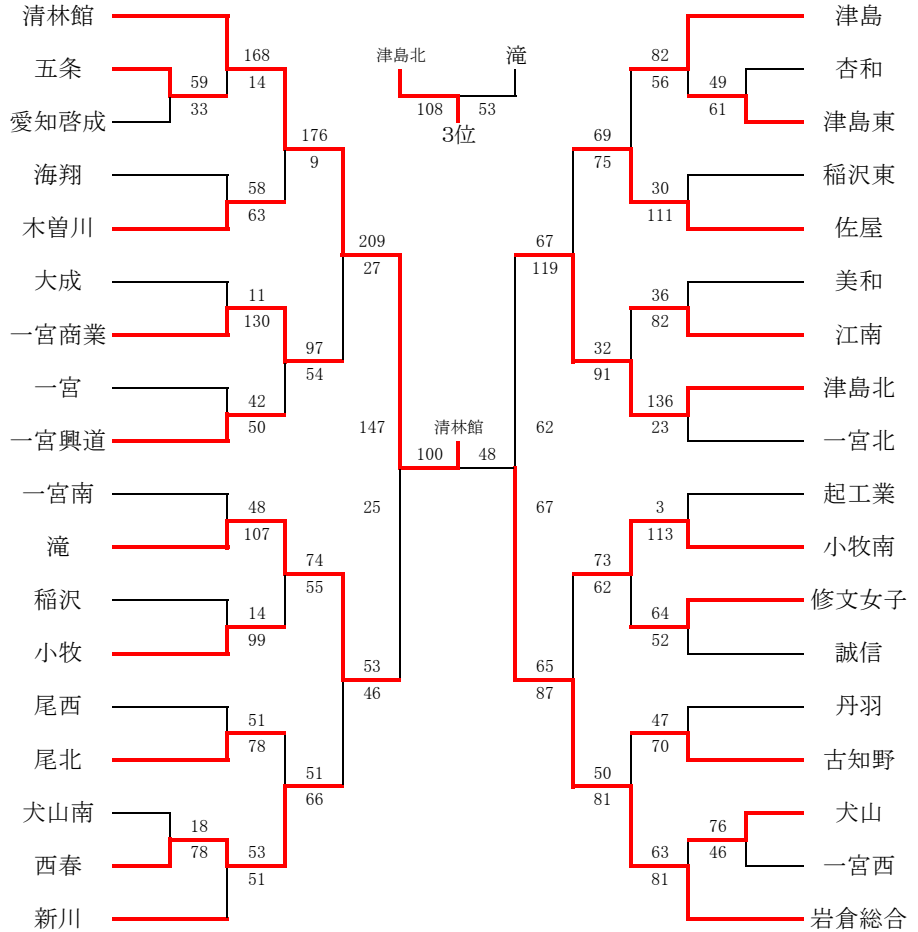 清林館
五条
愛知啓成
海翔
木曽川
大成
一宮商業
一宮
一宮興道
一宮南
滝
稲沢
小牧
尾西
尾北
犬山南
西春
新川
59
33
18
78
168
14
58
63
11
130
42
50
48
107
14
99
51
78
53
51
176
9
97
54
74
55
51
66
209
27
53
46
147
25
津島北
滝
108
53
3位
清林館
100
48
62
67
67
119
65
87
69
75
32
91
73
62
50
81
82
56
30
111
36
82
136
23
3
113
64
52
47
70
63
81
49
61
76
46
津島
杏和
津島東
稲沢東
佐屋
美和
江南
津島北
一宮北
起工業
小牧南
修文女子
誠信
丹羽
古知野
犬山
一宮西
岩倉総合